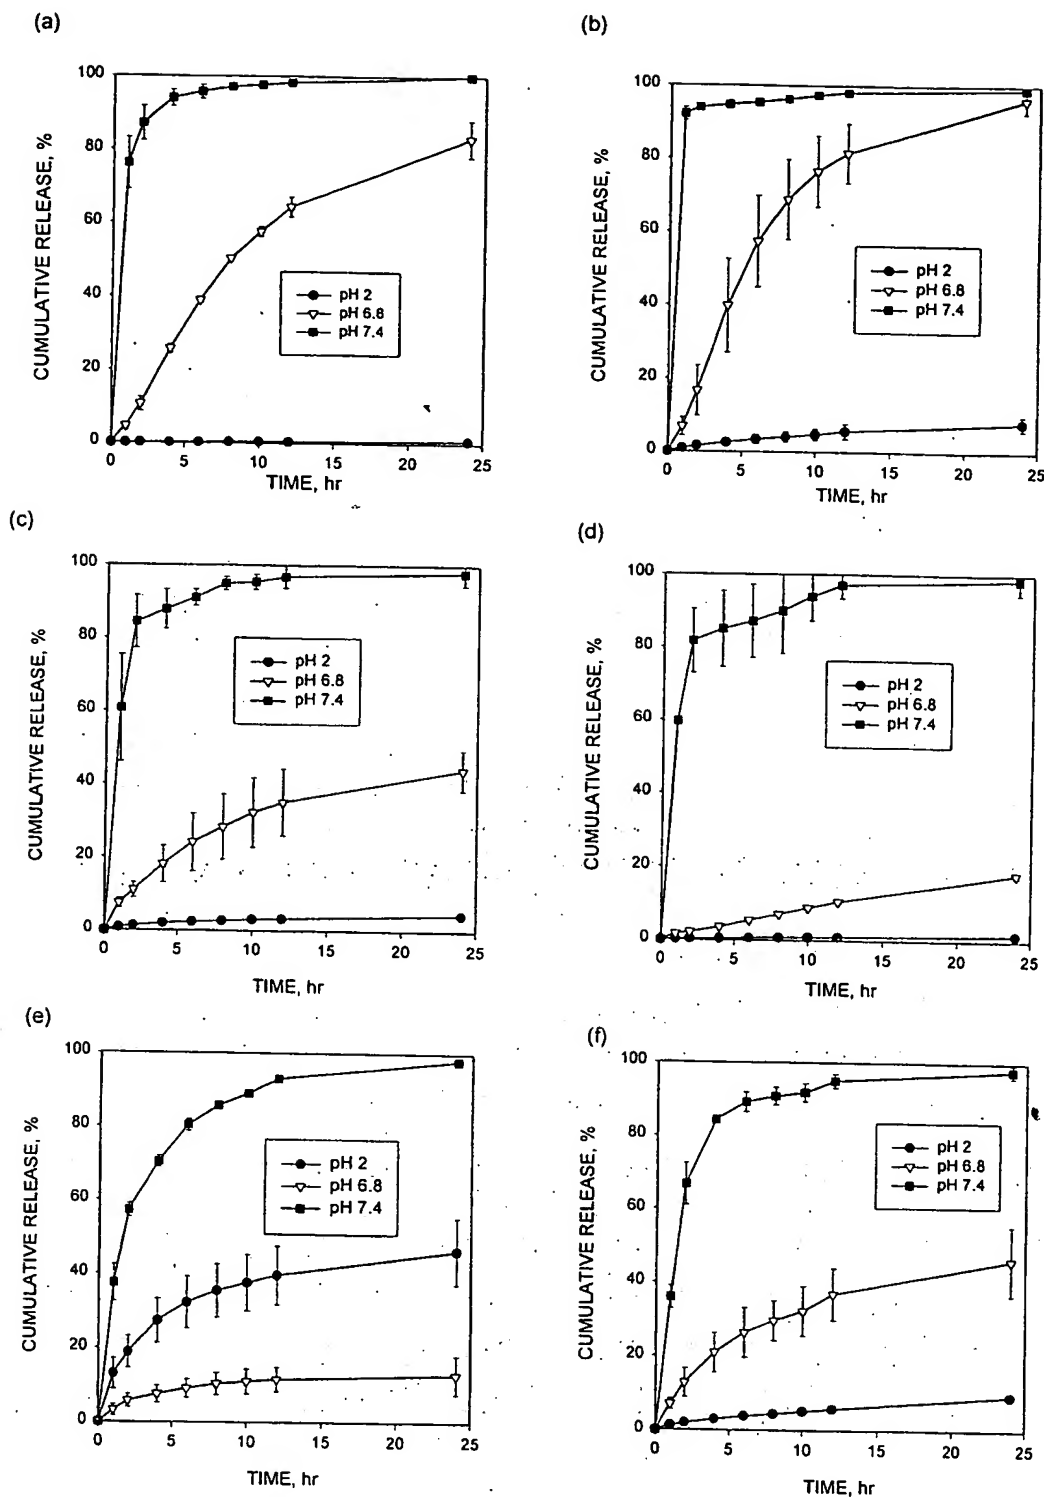 (a)
CUMULATIVE RELEASE, %
100
80
60
40
20
0
pH 2
pH 6.8
pH 7.4
0 5 10 15 20 25
TIME, hr
(b)
CUMULATIVE RELEASE, %
100
80
60
40
20
0
pH 2
pH 6.8
pH 7.4
0 5 10 15 20 25
TIME, hr
(c)
CUMULATIVE RELEASE, %
100
80
60
40
20
0
pH 2
pH 6.8
pH 7.4
0 5 10 15 20 25
TIME, hr
(d)
CUMULATIVE RELEASE, %
100
80
60
40
20
0
pH 2
pH 6.8
pH 7.4
0 5 10 15 20 25
TIME, hr
(e)
CUMULATIVE RELEASE, %
100
80
60
40
20
0
pH 2
pH 6.8
pH 7.4
0 5 10 15 20 25
TIME, hr
(f)
CUMULATIVE RELEASE, %
100
80
60
40
20
0
pH 2
pH 6.8
pH 7.4
0 5 10 15 20 25
TIME, hr